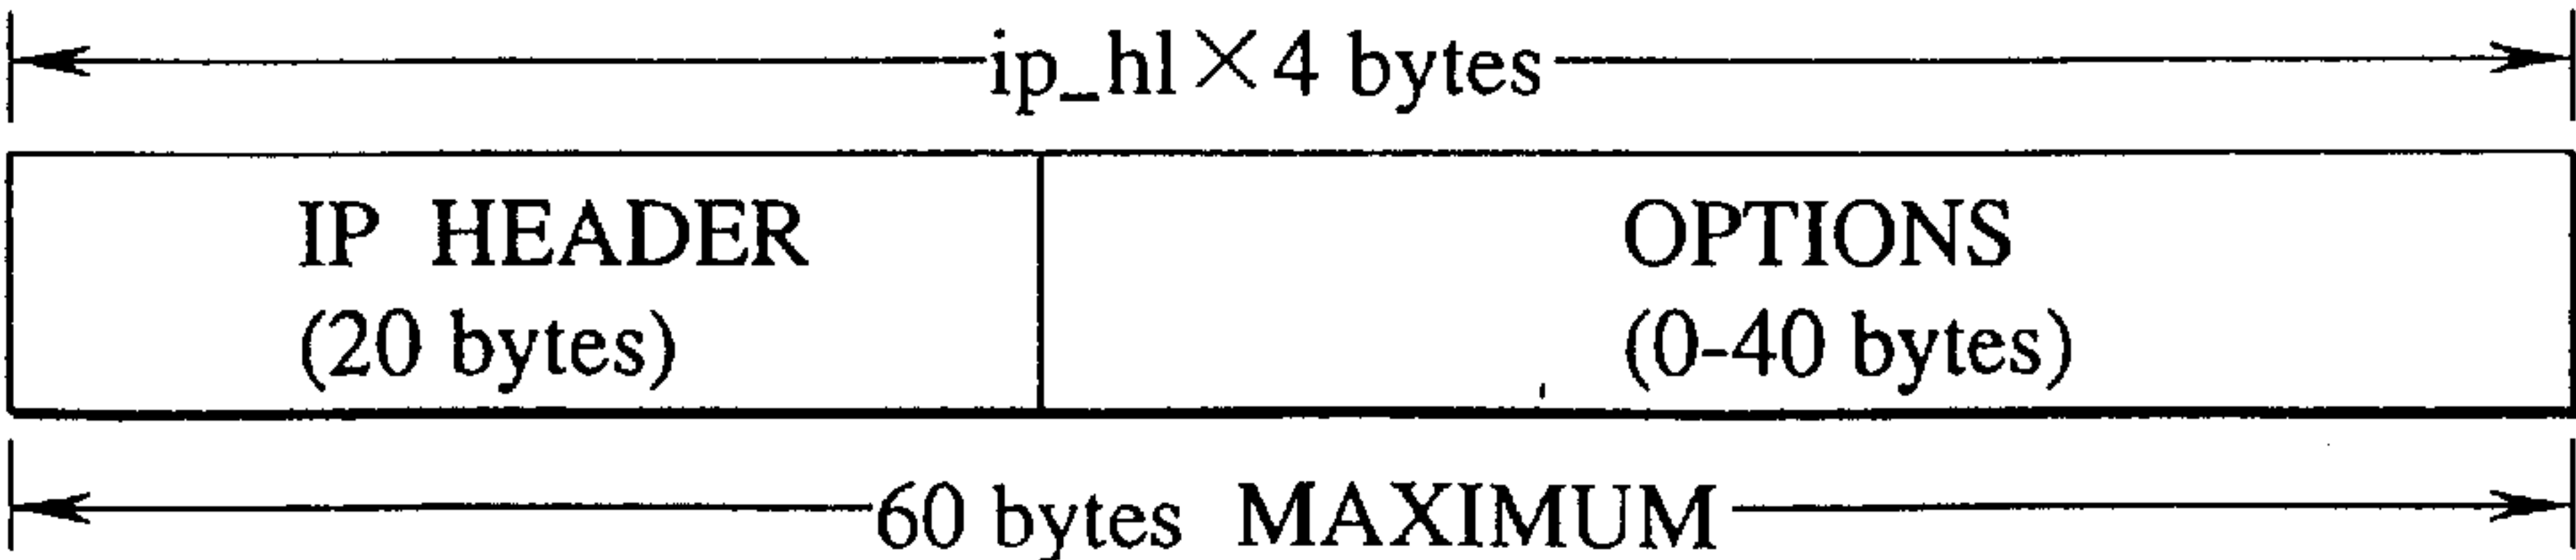 ip_hl×4 bytes
IP HEADER
(20 bytes)
OPTIONS
(0-40 bytes)
60 bytes MAXIMUM